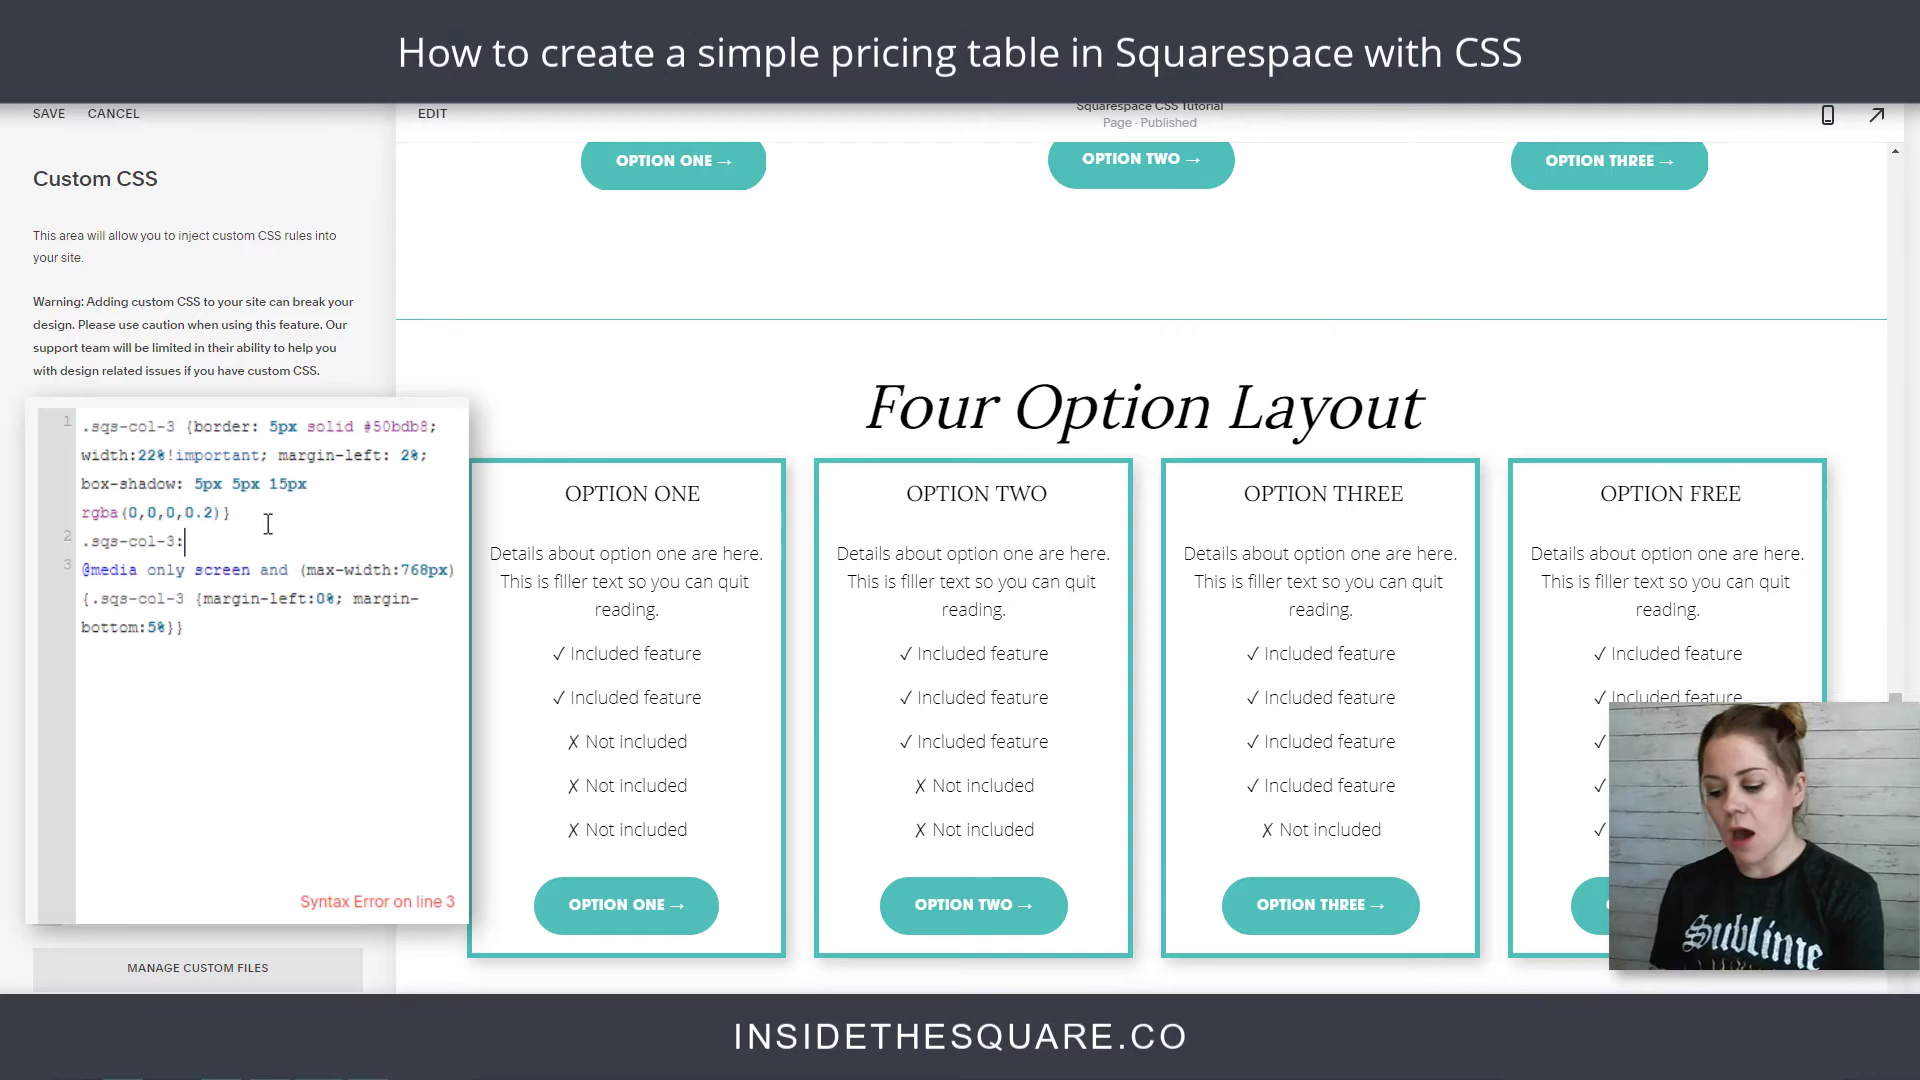 How to create a simple pricing table in Squarespace with CSS
SAVE CANCEL
EDIT
Squarespace CSS Tutorial
Page · Published
Custom CSS
This area will allow you to inject custom CSS rules into
your site.
Warning: Adding custom CSS to your site can break your
design. Please use caution when using this feature. Our
support team will be limited in their ability to help you
with design related issues if you have custom CSS.
1 .sqs-col-3 {border: 5px solid #50bdb8;
width:22%!important; margin-left: 2%;
box-shadow: 5px 5px 15px
rgba(0,0,0,0.2)}
2 .sqs-col-3:
3 @media only screen and (max-width:768px)
{.sqs-col-3 {margin-left:0%; margin-
bottom:5%}}
Syntax Error on line 3
MANAGE CUSTOM FILES
OPTION ONE →
OPTION TWO →
OPTION THREE →
Four Option Layout
OPTION ONE
Details about option one are here.
This is filler text so you can quit
reading.
✓ Included feature
✓ Included feature
✗ Not included
✗ Not included
✗ Not included
OPTION ONE →
OPTION TWO
Details about option one are here.
This is filler text so you can quit
reading.
✓ Included feature
✓ Included feature
✓ Included feature
✗ Not included
✗ Not included
OPTION TWO →
OPTION THREE
Details about option one are here.
This is filler text so you can quit
reading.
✓ Included feature
✓ Included feature
✓ Included feature
✓ Included feature
✗ Not included
OPTION THREE →
OPTION FREE
Details about option one are here.
This is filler text so you can quit
reading.
✓ Included feature
✓ Included feature
✓
✓
✓
Sublime
INSIDETHESQUARE.CO